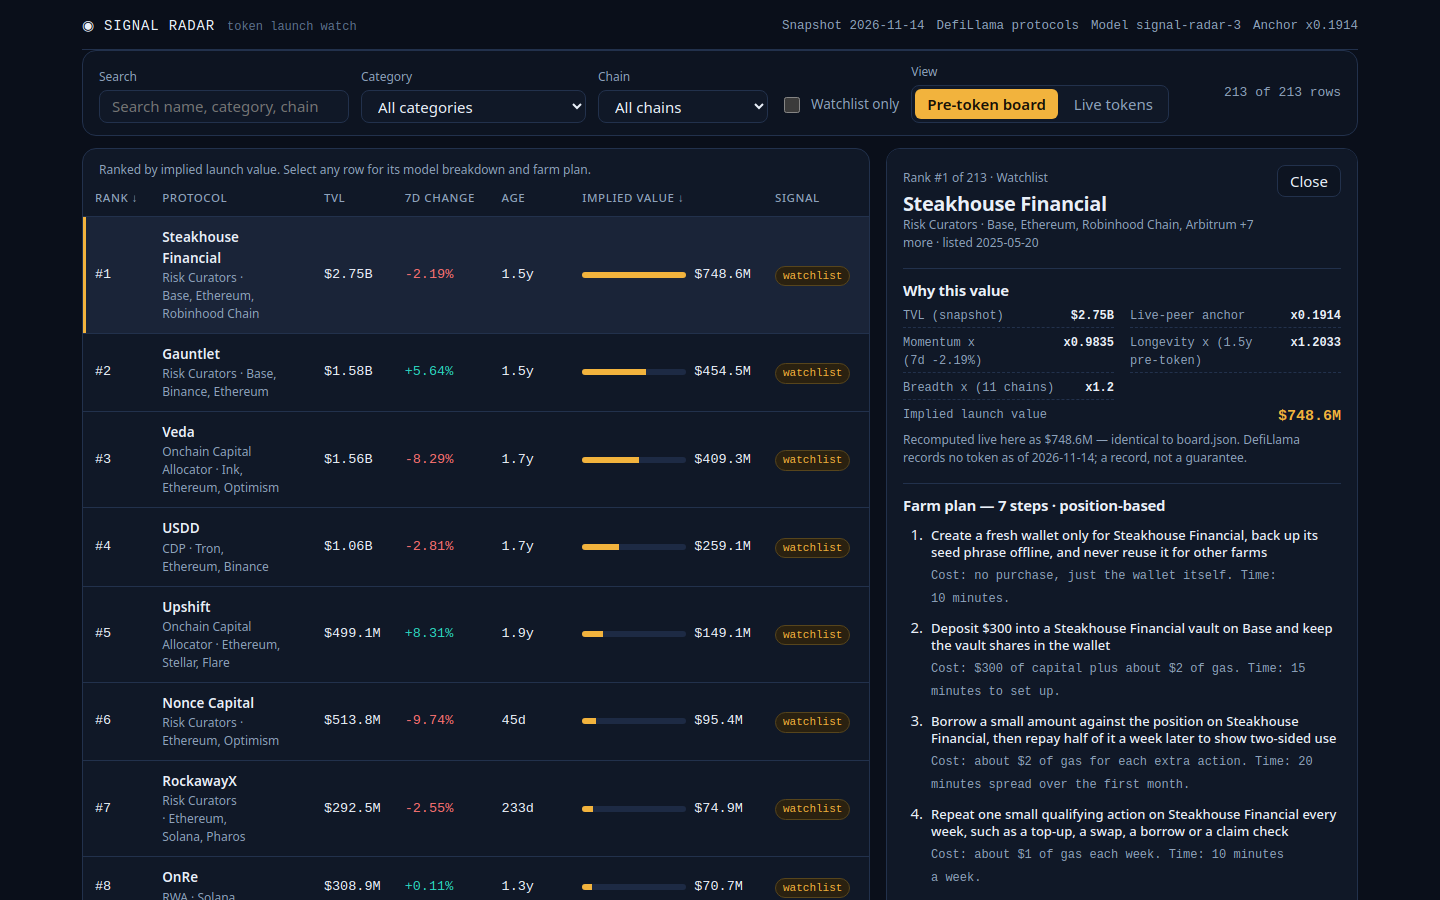 ◉ SIGNAL RADAR token launch watch
Snapshot 2026-11-14 DefiLlama protocols Model signal-radar-3 Anchor x0.1914
Search
Category
Chain
View
Search name, category, chain
All categories
All chains
Watchlist only
Pre-token board
Live tokens
213 of 213 rows
Ranked by implied launch value. Select any row for its model breakdown and farm plan.
RANK ↓ PROTOCOL TVL 7D CHANGE AGE IMPLIED VALUE ↓ SIGNAL
#1
Steakhouse
Financial
Risk Curators ·
Base, Ethereum,
Robinhood Chain
$2.75B -2.19% 1.5y $748.6M watchlist
#2
Gauntlet
Risk Curators · Base,
Binance, Ethereum
$1.58B +5.64% 1.5y $454.5M watchlist
#3
Veda
Onchain Capital
Allocator · Ink,
Ethereum, Optimism
$1.56B -8.29% 1.7y $409.3M watchlist
#4
USDD
CDP · Tron,
Ethereum, Binance
$1.06B -2.81% 1.7y $259.1M watchlist
#5
Upshift
Onchain Capital
Allocator · Ethereum,
Stellar, Flare
$499.1M +8.31% 1.9y $149.1M watchlist
#6
Nonce Capital
Risk Curators ·
Ethereum, Optimism
$513.8M -9.74% 45d $95.4M watchlist
#7
RockawayX
Risk Curators
· Ethereum,
Solana, Pharos
$292.5M -2.55% 233d $74.9M watchlist
#8
OnRe
RWA · Solana
$308.9M +0.11% 1.3y $70.7M watchlist
Rank #1 of 213 · Watchlist
Close
Steakhouse Financial
Risk Curators · Base, Ethereum, Robinhood Chain, Arbitrum +7
more · listed 2025-05-20
Why this value
TVL (snapshot) $2.75B
Live-peer anchor x0.1914
Momentum x
(7d -2.19%)
x0.9835
Longevity x (1.5y
pre-token)
x1.2033
Breadth x (11 chains) x1.2
Implied launch value $748.6M
Recomputed live here as $748.6M — identical to board.json. DefiLlama
records no token as of 2026-11-14; a record, not a guarantee.
Farm plan — 7 steps · position-based
1. Create a fresh wallet only for Steakhouse Financial, back up its
seed phrase offline, and never reuse it for other farms
Cost: no purchase, just the wallet itself. Time:
10 minutes.
2. Deposit $300 into a Steakhouse Financial vault on Base and keep
the vault shares in the wallet
Cost: $300 of capital plus about $2 of gas. Time: 15
minutes to set up.
3. Borrow a small amount against the position on Steakhouse
Financial, then repay half of it a week later to show two-sided use
Cost: about $2 of gas for each extra action. Time: 20
minutes spread over the first month.
4. Repeat one small qualifying action on Steakhouse Financial every
week, such as a top-up, a swap, a borrow or a claim check
Cost: about $1 of gas each week. Time: 10 minutes
a week.